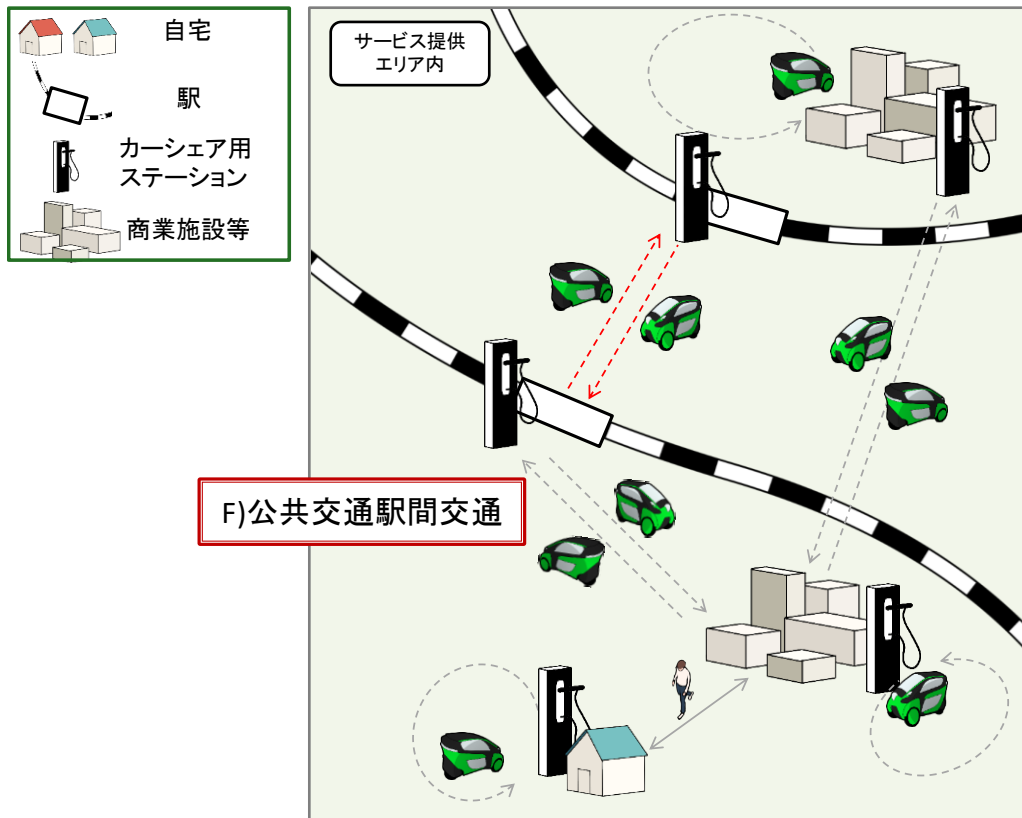 自宅
駅
カーシェア用
ステーション
商業施設等
サービス提供
エリア内
F)公共交通駅間交通